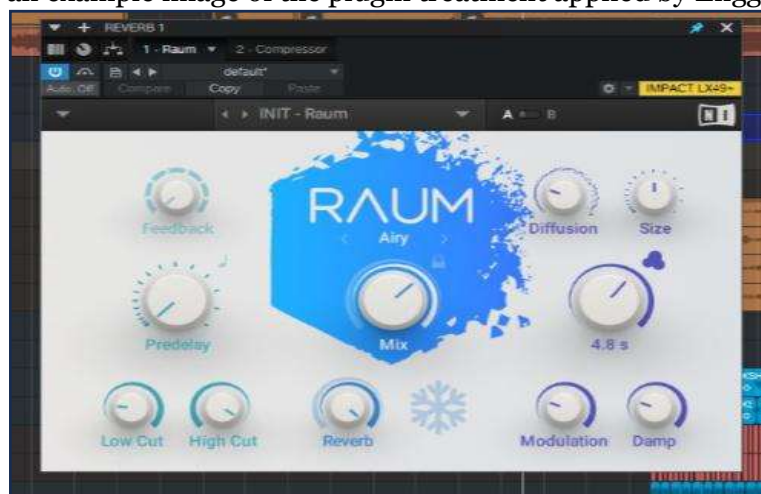 an example image of the plugin treatment applied by
REVERB 1
1 - Raum 2 - Compressor
default*
Auto: Off Compare Copy Paste
IMPACT LX49+
INIT - Raum A B
N I
RAUM
Airy
Feedback Diffusion Size
Predelay Mix 4.8 s
Low Cut High Cut Reverb Modulation Damp